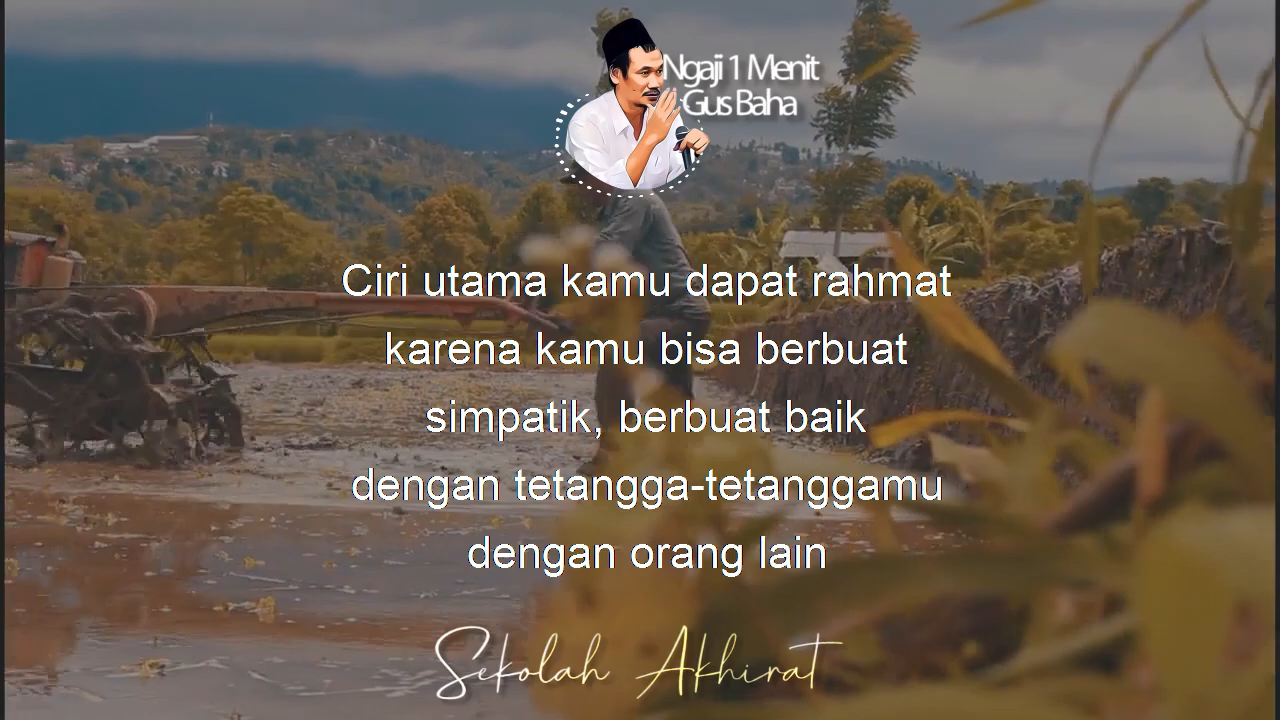 Ngaji 1 Menit
Gus Baha
Ciri utama kamu dapat rahmat
karena kamu bisa berbuat
simpatik, berbuat baik
dengan tetangga-tetanggamu
dengan orang lain
Sekolah Akhirat